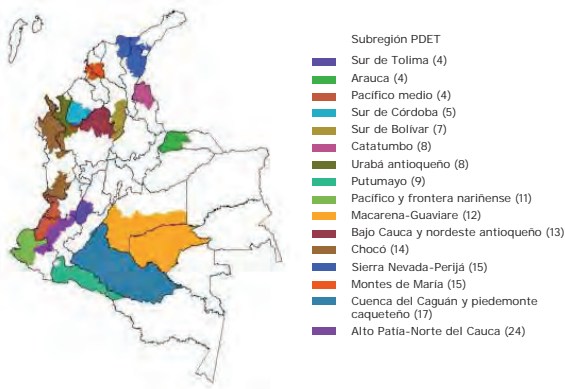 Subregión PDET
Sur de Tolima (4)
Arauca (4)
Pacífico medio (4)
Sur de Córdoba (5)
Sur de Bolívar (7)
Catatumbo (8)
Urabá antioqueño (8)
Putumayo (9)
Pacífico y frontera nariñense (11)
Macarena-Guaviare (12)
Bajo Cauca y nordeste antioqueño (13)
Chocó (14)
Sierra Nevada-Perijá (15)
Montes de María (15)
Cuenca del Caguán y piedemonte
caqueteño (17)
Alto Patía-Norte del Cauca (24)